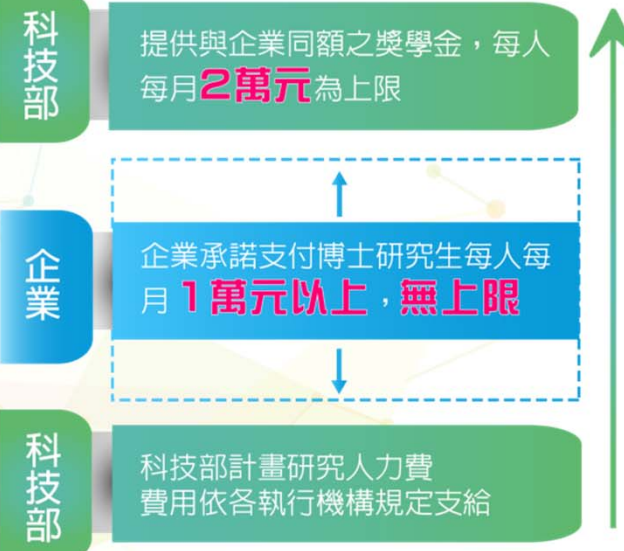 科技部
提供與企業同額之獎學金，每人
每月2萬元為上限
企業
企業承諾支付博士研究生每人每
月1萬元以上，無上限
科技部
科技部計畫研究人力費
費用依各執行機構規定支給